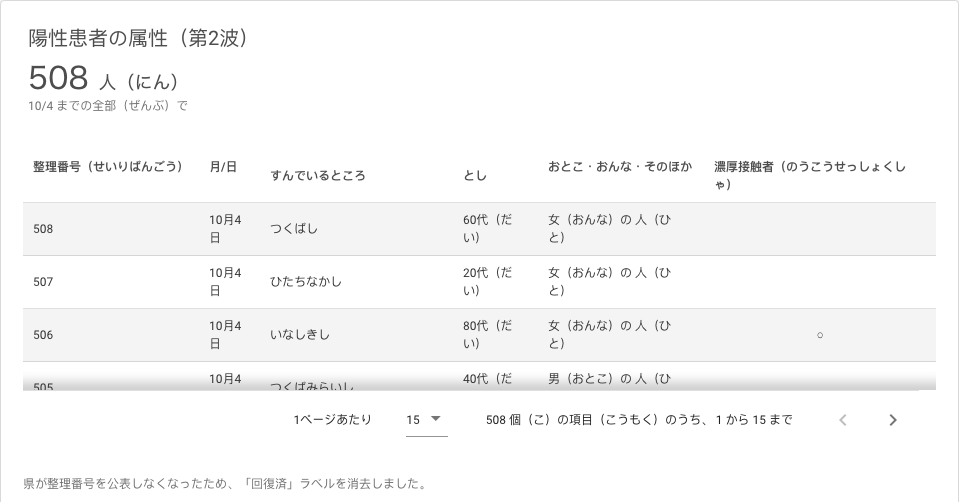 陽性患者の属性（第2波）
508 人（にん）
10/4 までの全部（ぜんぶ）で
整理番号（せいりばんごう） 月/日 すんでいるところ とし おとこ・おんな・そのほか 濃厚接触者（のうこうせっしょくし
ゃ）
508 10月4 つくばし 60代（だ 女（おんな）の 人（ひ
日 い） と）
507 10月4 ひたちなかし 20代（だ 女（おんな）の 人（ひ
日 い） と）
506 10月4 いなしきし 80代（だ 女（おんな）の 人（ひ ○
日 い） と）
505 10月4 つくばみらいし 40代（だ 男（おとこ）の 人（ひ
1ページあたり 15 508 個（こ）の項目（こうもく）のうち、1 から 15 まで
県が整理番号を公表しなくなったため、「回復済」ラベルを消去しました。